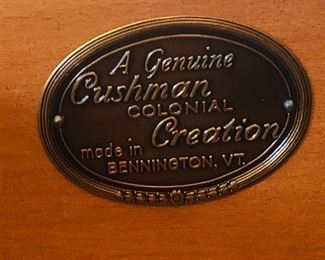 A Genuine
Cushman
COLONIAL
Creation
made in
BENNINGTON, VT.